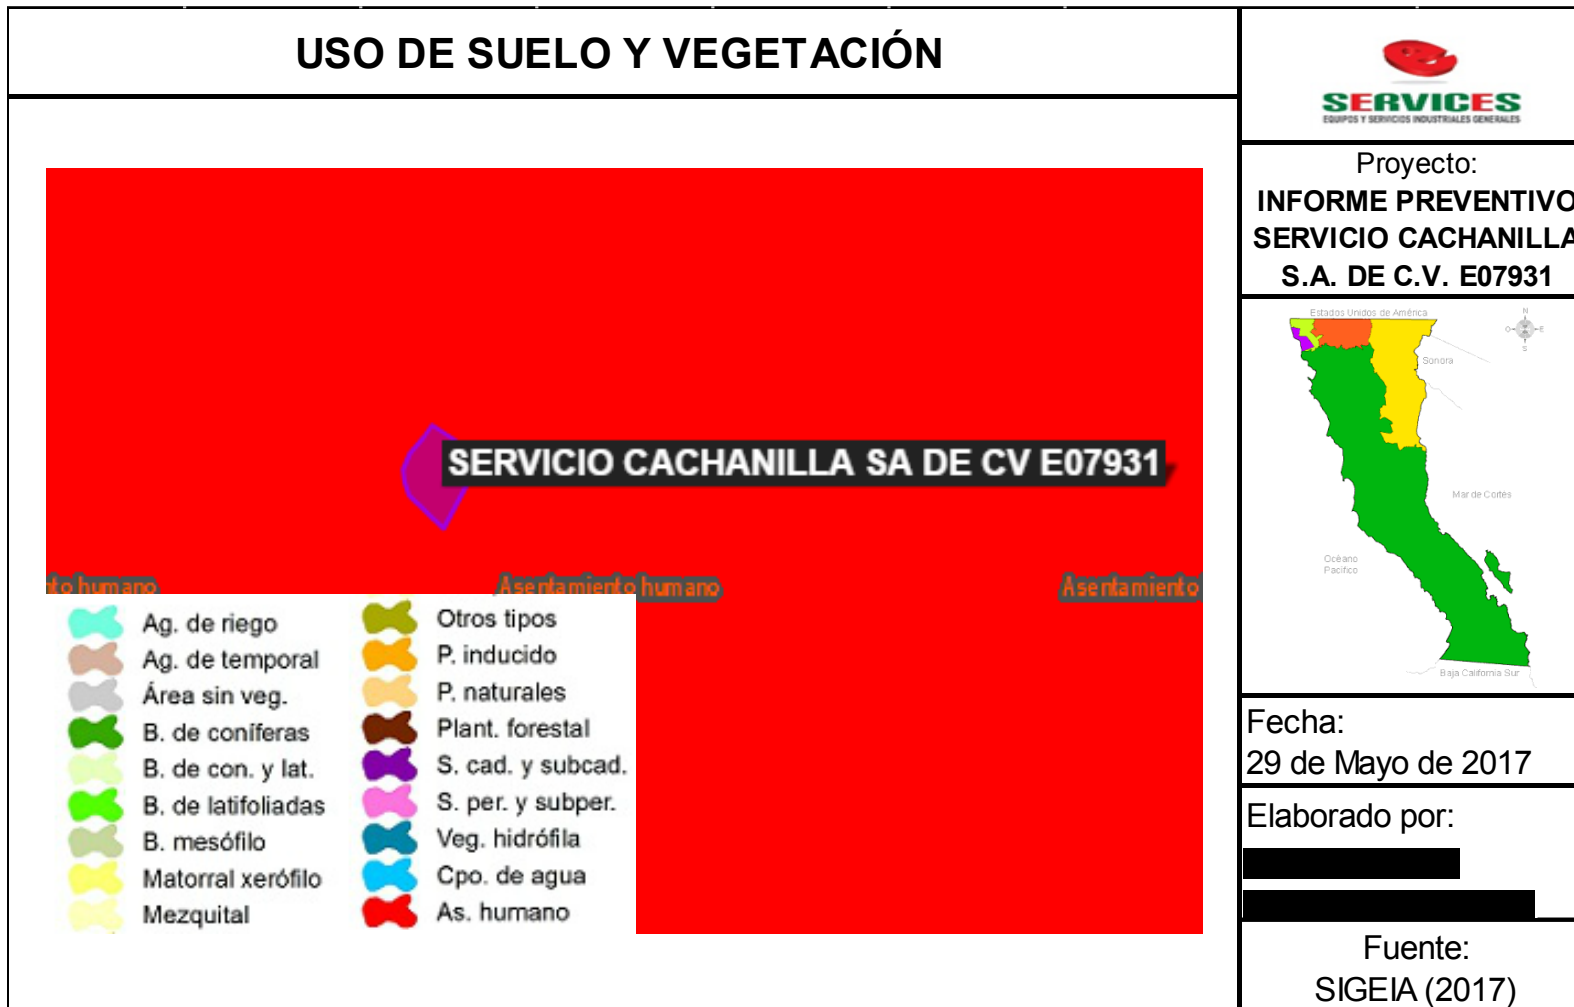 USO DE SUELO Y VEGETACIÓN
SERVICES
EQUIPOS Y SERVICIOS INDUSTRIALES GENERALES
Proyecto:
INFORME PREVENTIVO
SERVICIO CACHANILLA
S.A. DE C.V. E07931
Estados Unidos de América
N
O
E
S
Sonora
Mar de Cortés
Océano
Pacífico
Baja California Sur
SERVICIO CACHANILLA SA DE CV E07931
to humano
Asentamiento humano
Asentamiento
Ag. de riego
Ag. de temporal
Área sin veg.
B. de coníferas
B. de con. y lat.
B. de latifoliadas
B. mesófilo
Matorral xerófilo
Mezquital
Otros tipos
P. inducido
P. naturales
Plant. forestal
S. cad. y subcad.
S. per. y subper.
Veg. hidrófila
Cpo. de agua
As. humano
Fecha:
29 de Mayo de 2017
Elaborado por:
Fuente:
SIGEIA (2017)